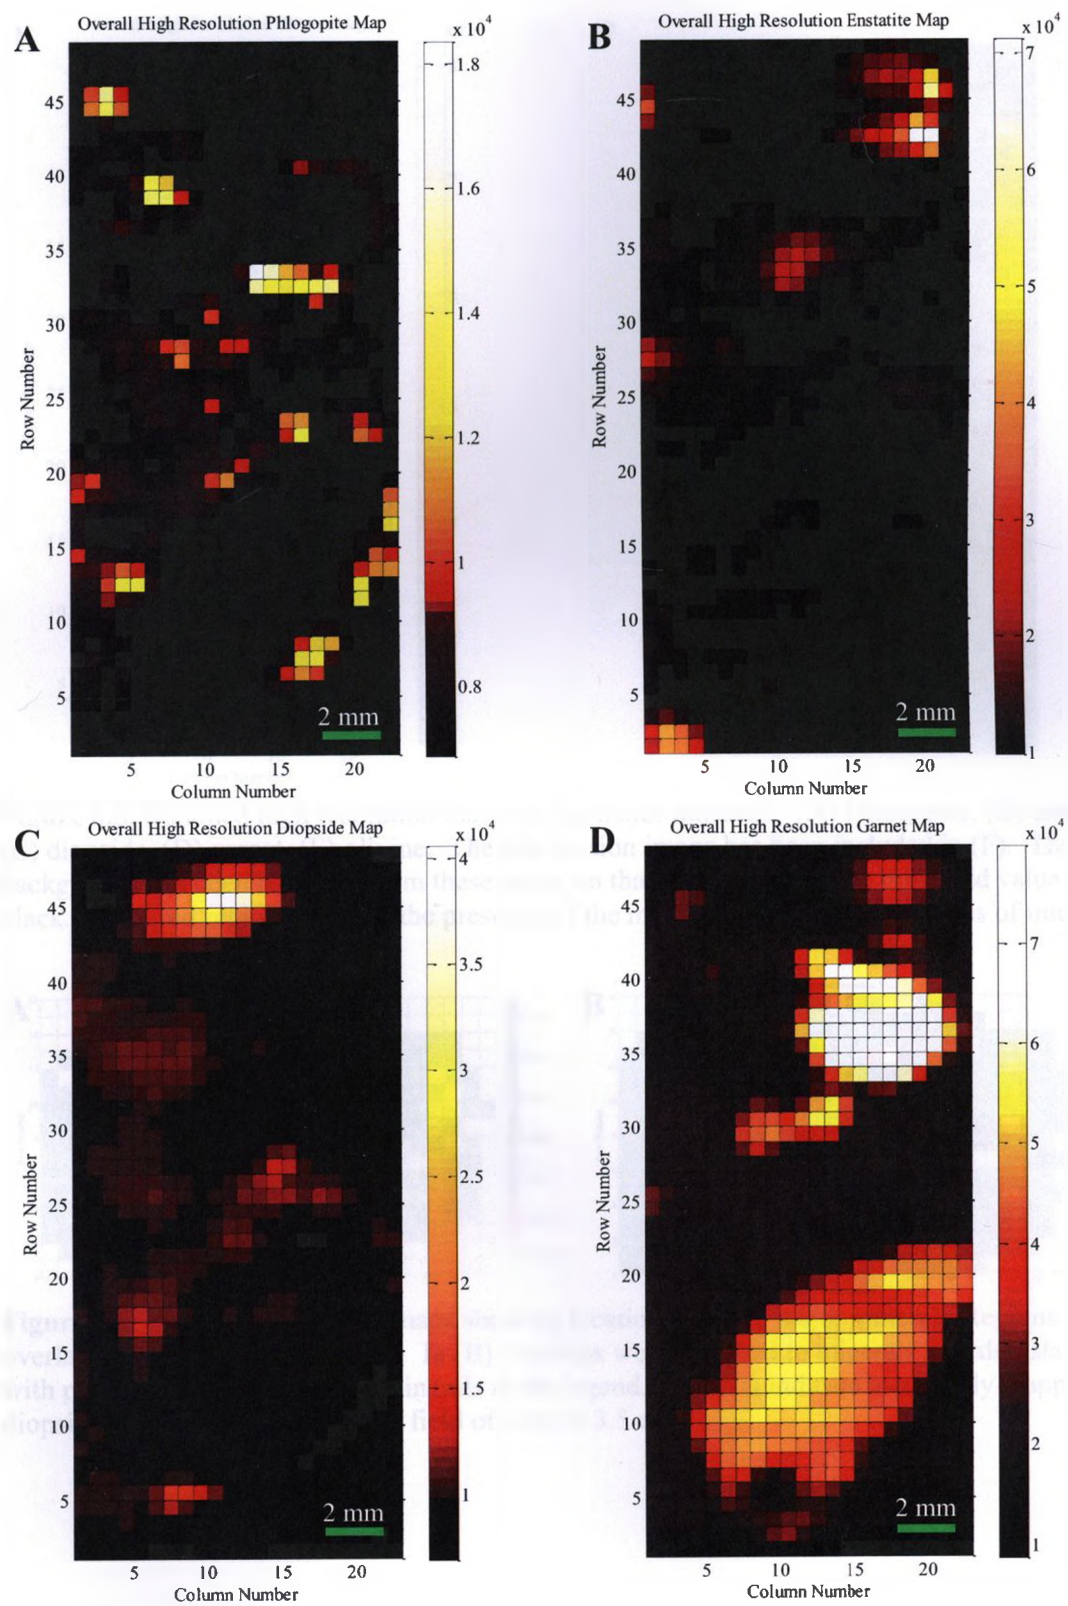 A
Overall High Resolution Phlogopite Map
x 10⁴
1.8
1.6
1.4
1.2
1
0.8
45
40
35
30
25
20
15
10
5
Row Number
2 mm
5 10 15 20
Column Number
B
Overall High Resolution Enstatite Map
x 10⁴
7
6
5
4
3
2
1
45
40
35
30
25
20
15
10
5
Row Number
2 mm
5 10 15 20
Column Number
C
Overall High Resolution Diopside Map
x 10⁴
4
3.5
3
2.5
2
1.5
1
45
40
35
30
25
20
15
10
5
Row Number
2 mm
5 10 15 20
Column Number
D
Overall High Resolution Garnet Map
x 10⁴
7
6
5
4
3
2
1
45
40
35
30
25
20
15
10
5
Row Number
2 mm
5 10 15 20
Column Number